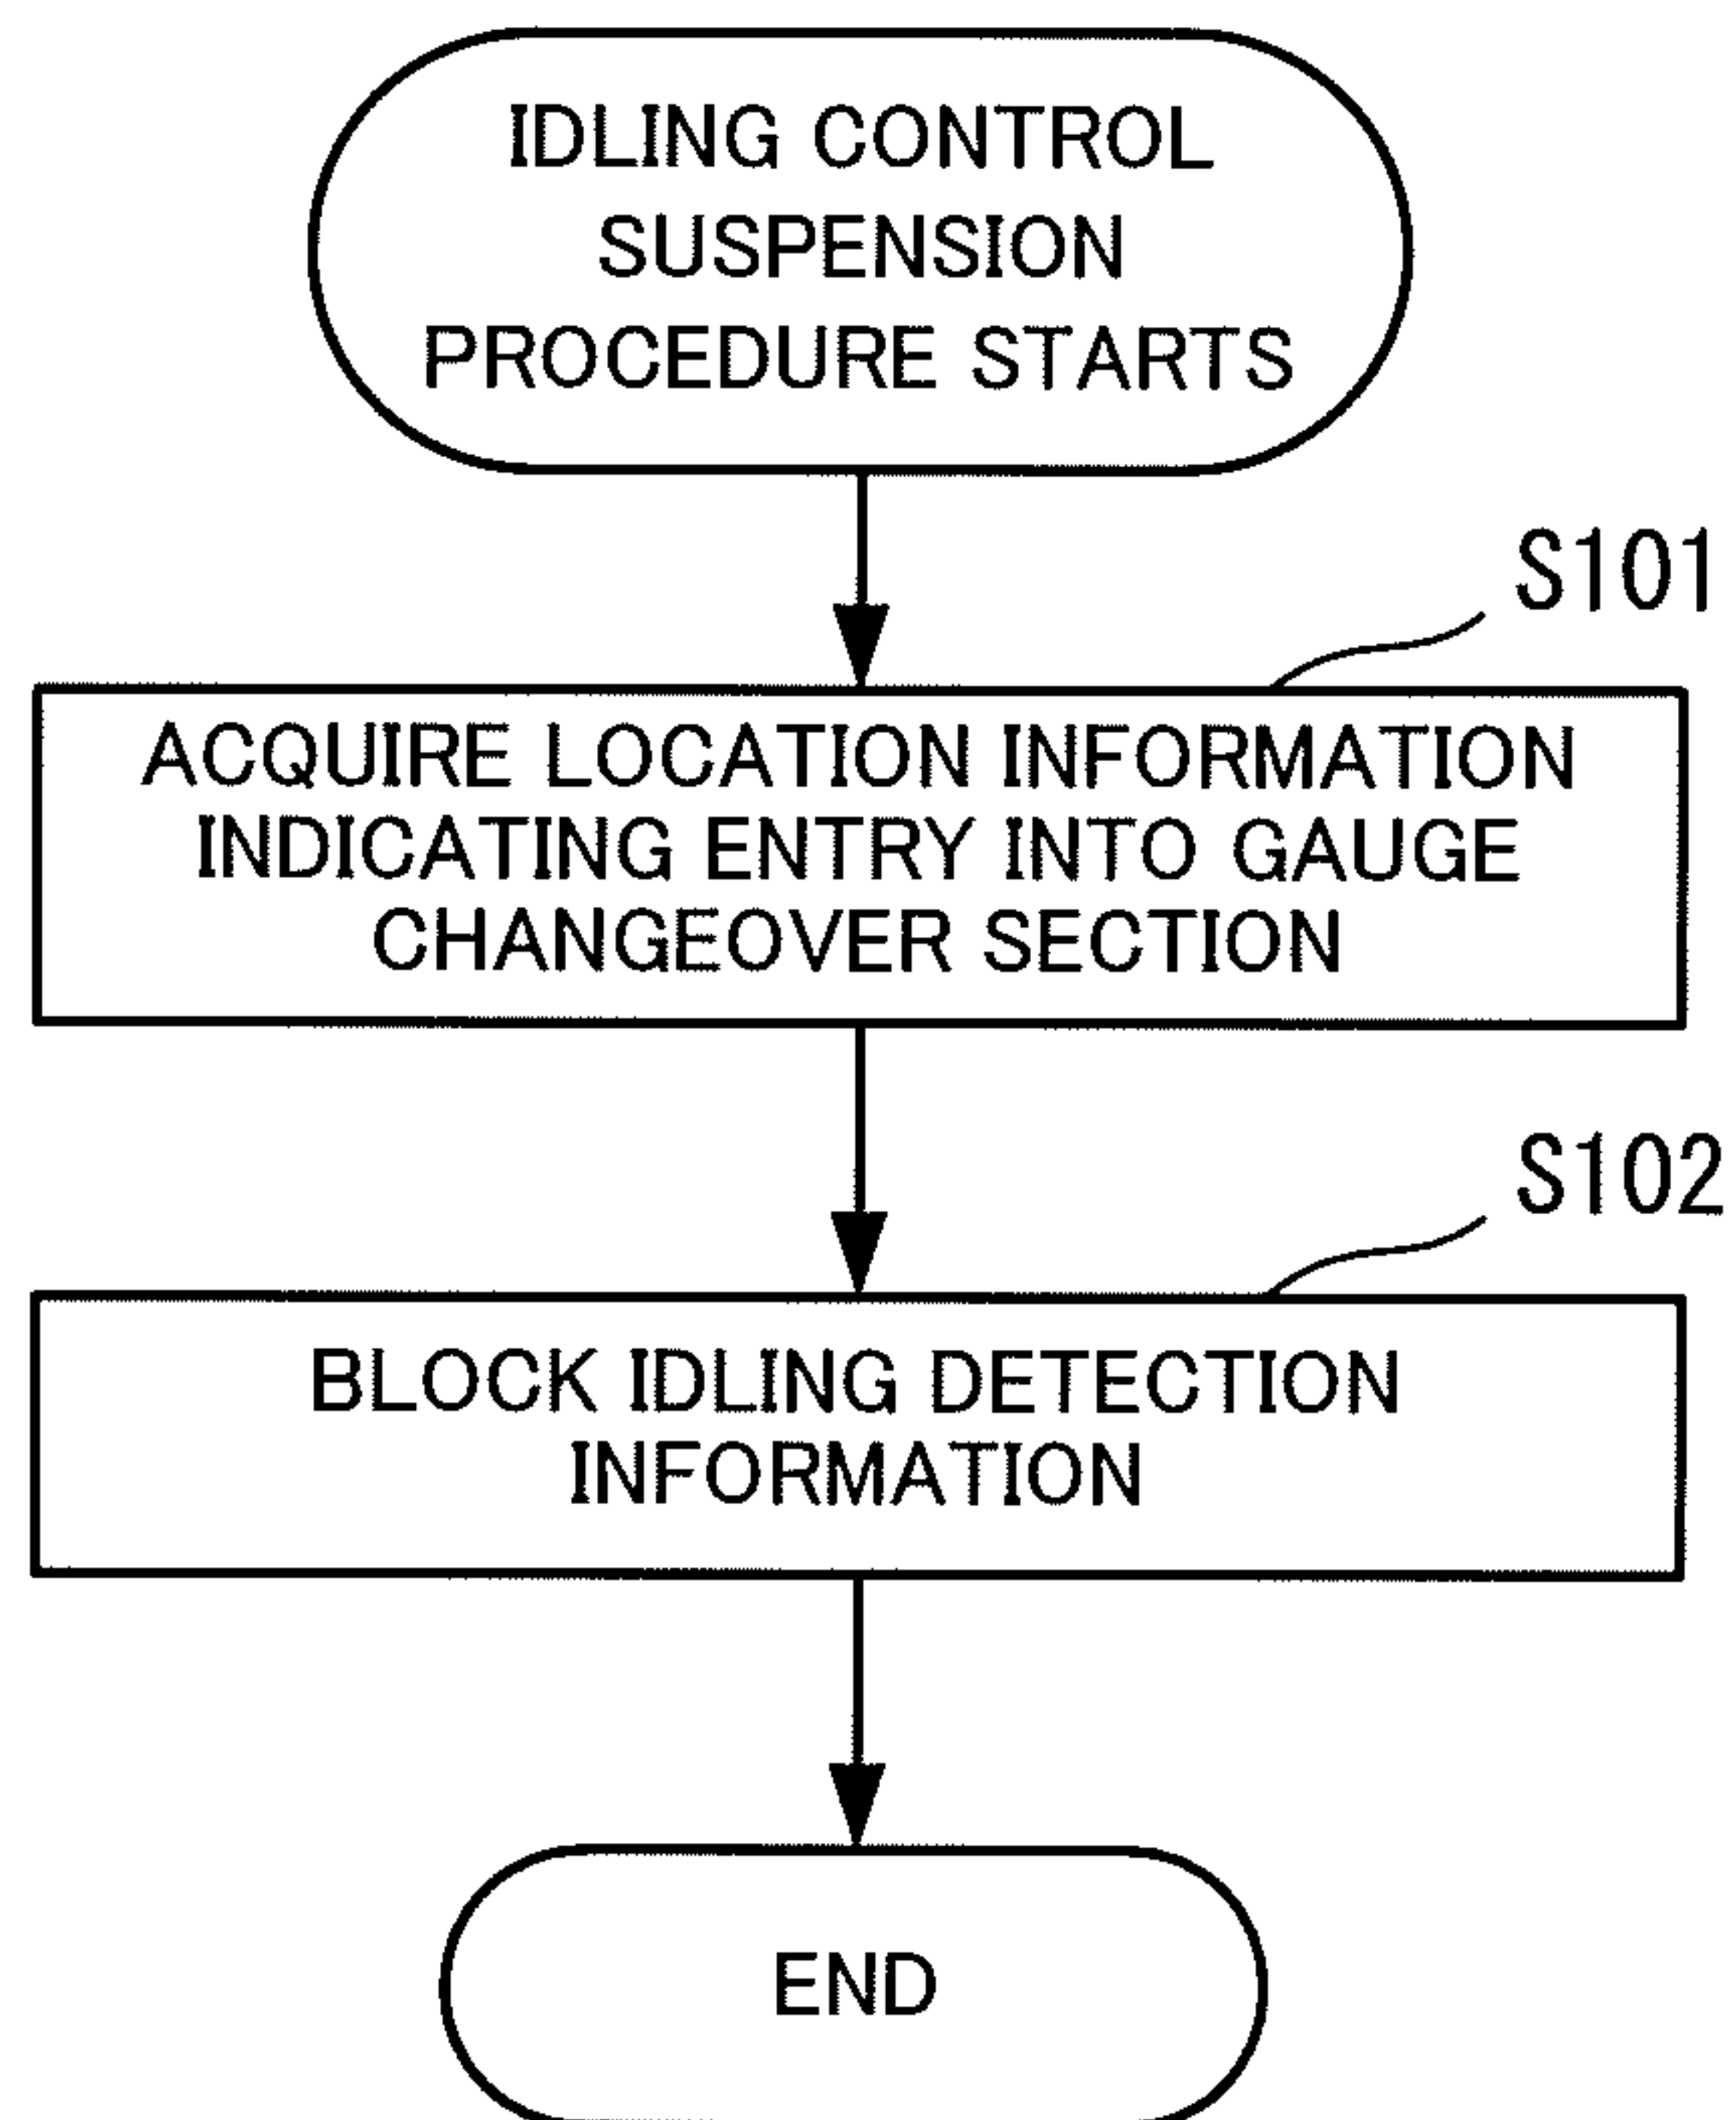 IDLING CONTROL
SUSPENSION
PROCEDURE STARTS
S101
ACQUIRE LOCATION INFORMATION
INDICATING ENTRY INTO GAUGE
CHANGEOVER SECTION
S102
BLOCK IDLING DETECTION
INFORMATION
END